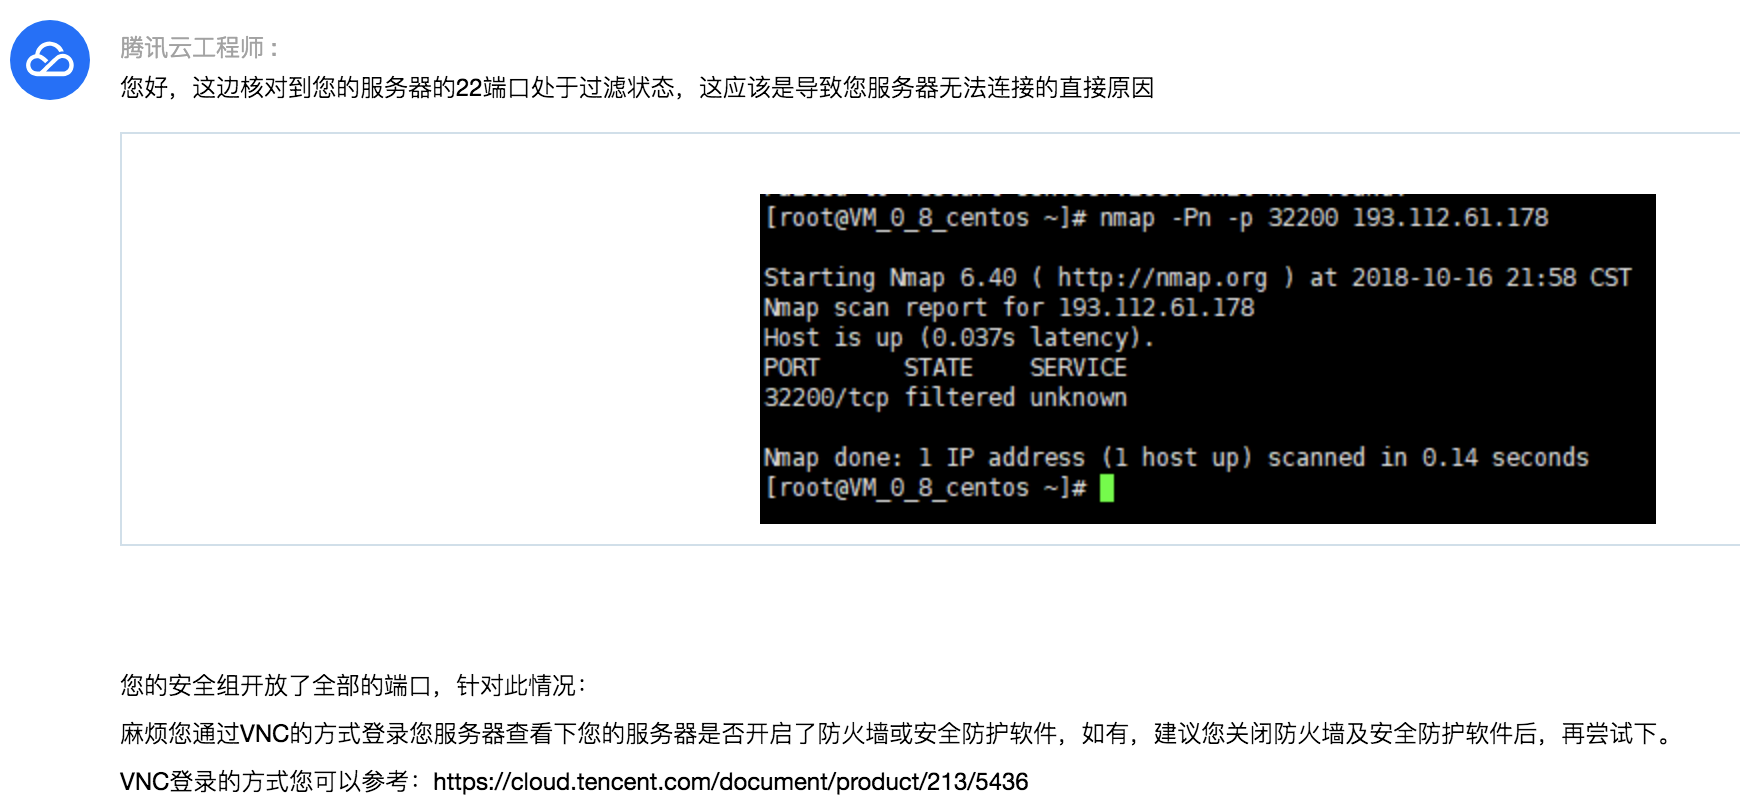 腾讯云工程师：
您好，这边核对到您的服务器的22端口处于过滤状态，这应该是导致您服务器无法连接的直接原因
[root@VM_0_8_centos ~]# nmap -Pn -p 32200 193.112.61.178
Starting Nmap 6.40 ( http://nmap.org ) at 2018-10-16 21:58 CST
Nmap scan report for 193.112.61.178
Host is up (0.037s latency).
PORT      STATE    SERVICE
32200/tcp filtered unknown
Nmap done: 1 IP address (1 host up) scanned in 0.14 seconds
[root@VM_0_8_centos ~]#
您的安全组开放了全部的端口，针对此情况：
麻烦您通过VNC的方式登录您服务器查看下您的服务器是否开启了防火墙或安全防护软件，如有，建议您关闭防火墙及安全防护软件后，再尝试下。
VNC登录的方式您可以参考：https://cloud.tencent.com/document/product/213/5436